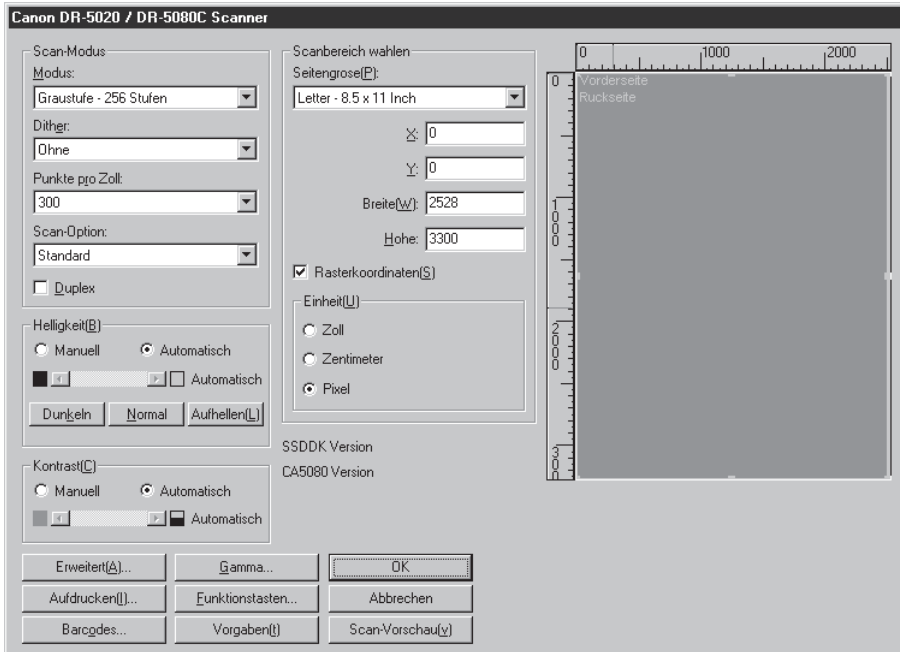 Canon DR-5020 / DR-5080C Scanner
Scan-Modus
Modus:
Graustufe - 256 Stufen
Dither:
Ohne
Punkte pro Zoll:
300
Scan-Option:
Standard
Duplex
Helligkeit(B)
Manuell
Automatisch
Automatisch
Dunkeln
Normal
Aufhellen(L)
Kontrast(C)
Manuell
Automatisch
Automatisch
Scanbereich wahlen
Seitengrose(P):
Letter - 8.5 x 11 Inch
X: 0
Y: 0
Breite(W): 2528
Hohe: 3300
Rasterkoordinaten(S)
Einheit(U)
Zoll
Zentimeter
Pixel
SSDDK Version
CA5080 Version
0 1000 2000
0
1000
2000
300
Vorderseite
Ruckseite
Erweitert(A)...
Gamma...
OK
Aufdrucken(I)...
Funktionstasten...
Abbrechen
Barcodes...
Vorgaben(t)
Scan-Vorschau(v)